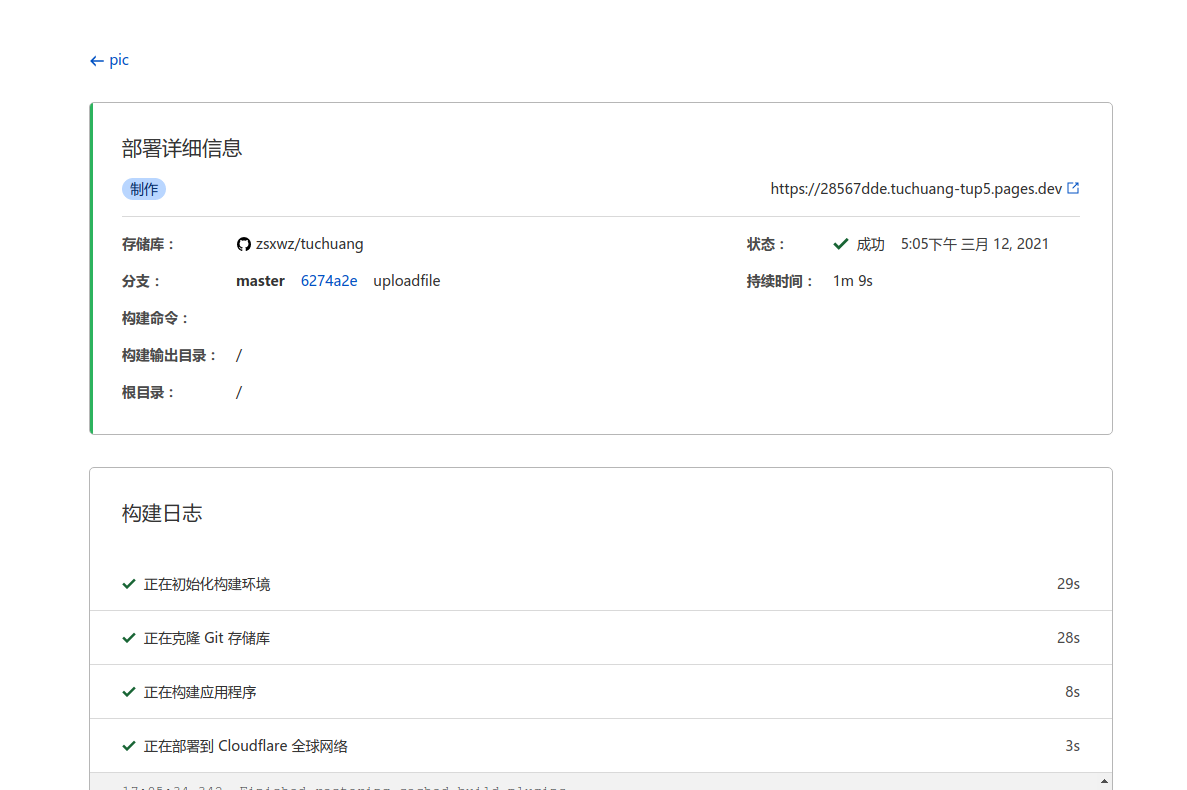 ← pic
部署详细信息
制作 https://28567dde.tuchuang-tup5.pages.dev
存储库： zsxwz/tuchuang 状态： 成功 5:05下午 三月 12, 2021
分支： master 6274a2e uploadfile 持续时间： 1m 9s
构建命令：
构建输出目录： /
根目录： /
构建日志
正在初始化构建环境 29s
正在克隆 Git 存储库 28s
正在构建应用程序 8s
正在部署到 Cloudflare 全球网络 3s